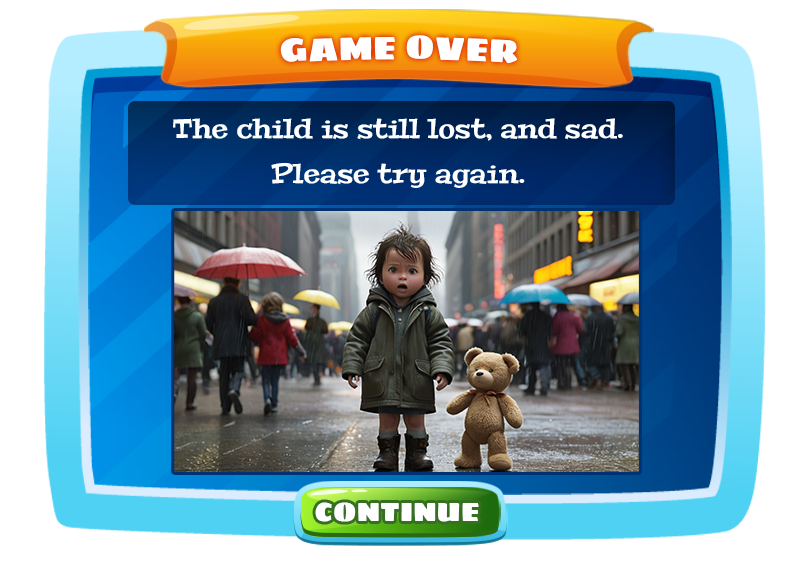 GAME OVER
The child is still lost, and sad.
Please try again.
CONTINUE